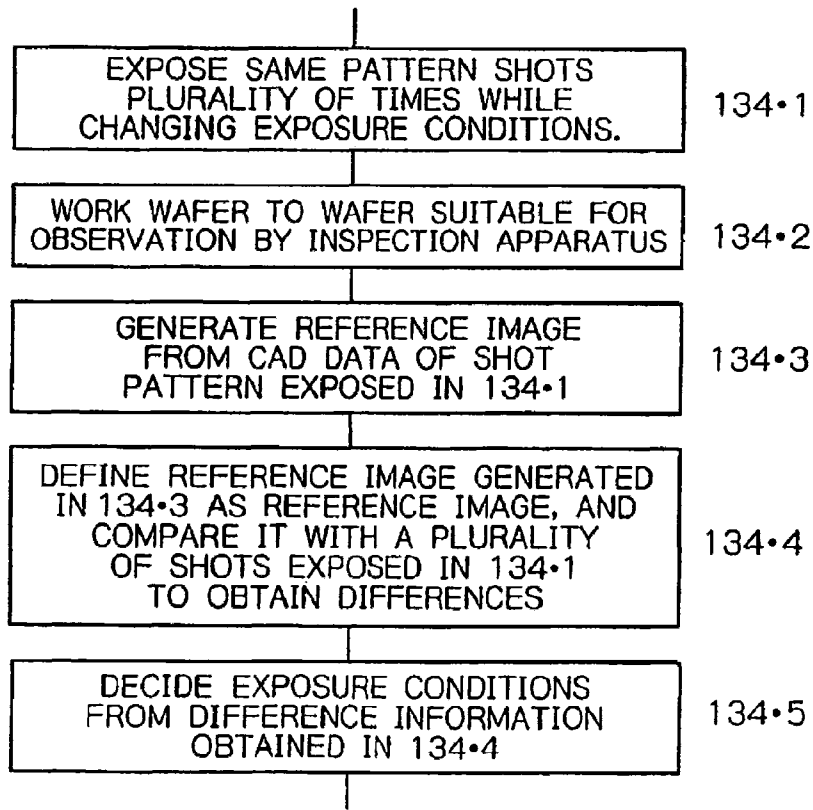 EXPOSE SAME PATTERN SHOTS
PLURALITY OF TIMES WHILE
CHANGING EXPOSURE CONDITIONS.
134•1
WORK WAFER TO WAFER SUITABLE FOR
OBSERVATION BY INSPECTION APPARATUS
134•2
GENERATE REFERENCE IMAGE
FROM CAD DATA OF SHOT
PATTERN EXPOSED IN 134•1
134•3
DEFINE REFERENCE IMAGE GENERATED
IN 134•3 AS REFERENCE IMAGE, AND
COMPARE IT WITH A PLURALITY
OF SHOTS EXPOSED IN 134•1
TO OBTAIN DIFFERENCES
134•4
DECIDE EXPOSURE CONDITIONS
FROM DIFFERENCE INFORMATION
OBTAINED IN 134•4
134•5